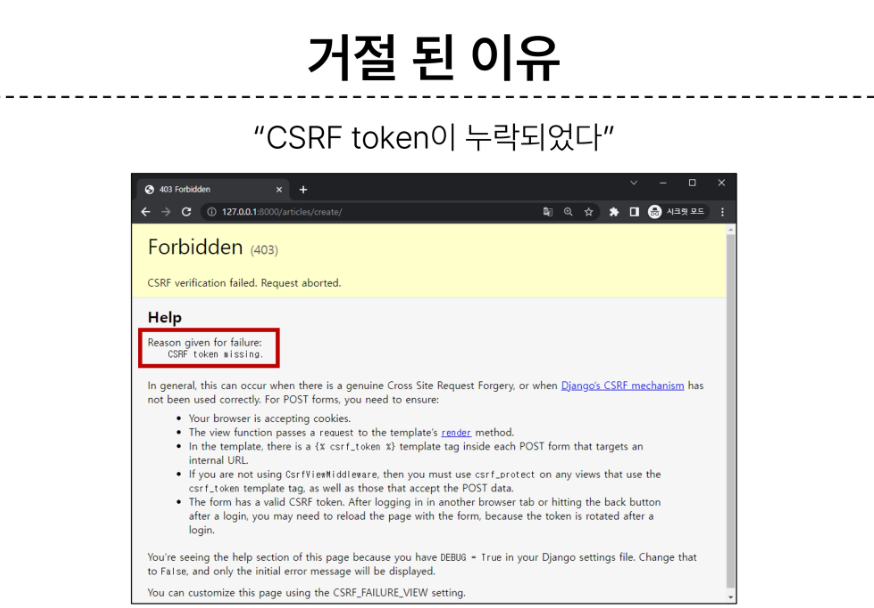 거절 된 이유
“CSRF token이 누락되었다”
403 Forbidden
127.0.0.1:8000/articles/create/
시크릿 모드
Forbidden (403)
CSRF verification failed. Request aborted.
Help
Reason given for failure:
CSRF token missing.
In general, this can occur when there is a genuine Cross Site Request Forgery, or when Django's CSRF mechanism has
not been used correctly. For POST forms, you need to ensure:
• Your browser is accepting cookies.
• The view function passes a request to the template's render method.
• In the template, there is a {% csrf_token %} template tag inside each POST form that targets an
internal URL.
• If you are not using CsrfViewMiddleware, then you must use csrf_protect on any views that use the
csrf_token template tag, as well as those that accept the POST data.
• The form has a valid CSRF token. After logging in in another browser tab or hitting the back button
after a login, you may need to reload the page with the form, because the token is rotated after a
login.
You're seeing the help section of this page because you have DEBUG = True in your Django settings file. Change that
to False, and only the initial error message will be displayed.
You can customize this page using the CSRF_FAILURE_VIEW setting.